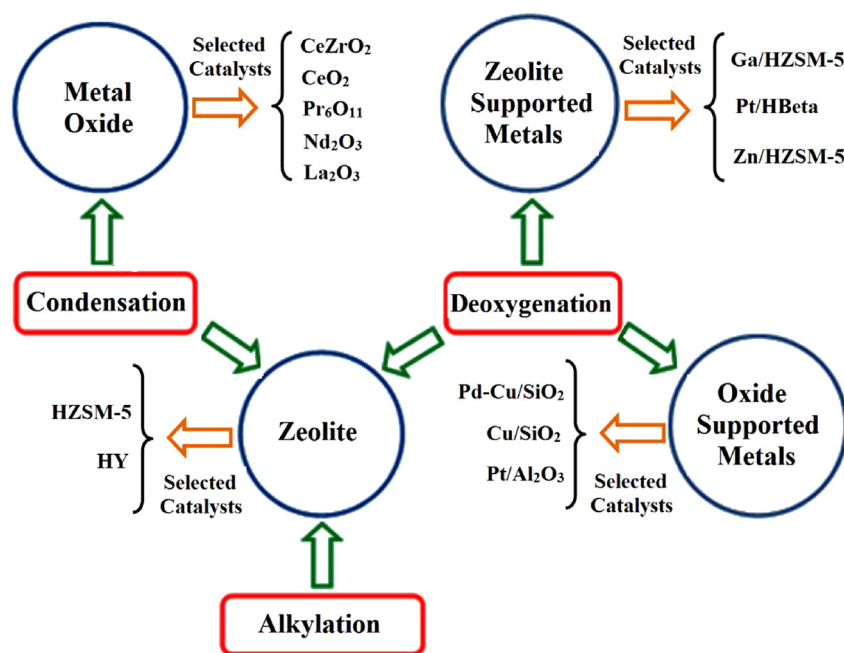 Metal
Oxide
Selected
Catalysts
CeZrO₂
CeO₂
Pr₆O₁₁
Nd₂O₃
La₂O₃
Zeolite
Supported
Metals
Selected
Catalysts
Ga/HZSM-5
Pt/HBeta
Zn/HZSM-5
Condensation
Deoxygenation
HZSM-5
HY
Selected
Catalysts
Zeolite
Pd-Cu/SiO₂
Cu/SiO₂
Pt/Al₂O₃
Selected
Catalysts
Oxide
Supported
Metals
Alkylation